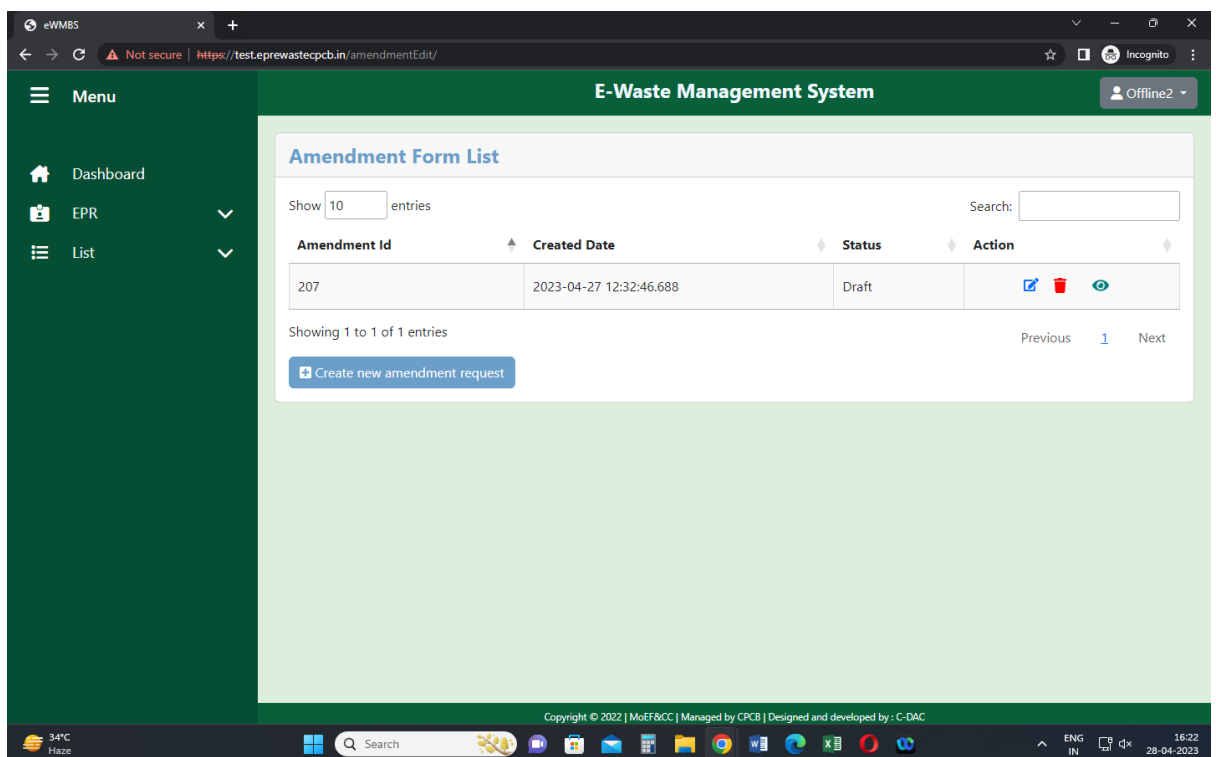 eWMBS
Not secure https://test.eprewastecpcb.in/amendmentEdit/
Incognito
Menu
E-Waste Management System
Offline2
Dashboard
EPR
List
Amendment Form List
Show 10 entries
Search:
Amendment Id Created Date Status Action
207 2023-04-27 12:32:46.688 Draft
Showing 1 to 1 of 1 entries
Previous 1 Next
Create new amendment request
Copyright © 2022 | MoEF&CC | Managed by CPCB | Designed and developed by : C-DAC
34°C
Haze
Search
ENG
IN
16:22
28-04-2023